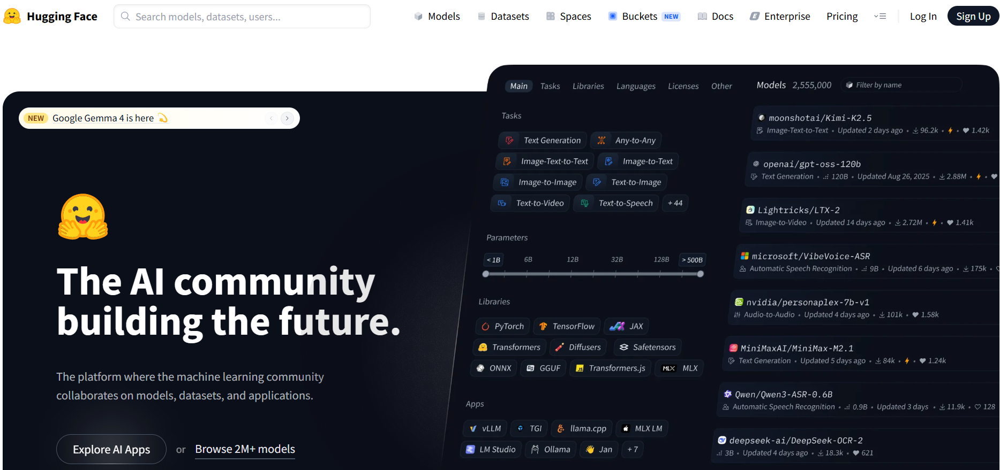 Hugging Face
Search models, datasets, users...
Models
Datasets
Spaces
Buckets NEW
Docs
Enterprise
Pricing
Log In
Sign Up
NEW Google Gemma 4 is here
The AI community
building the future.
The platform where the machine learning community
collaborates on models, datasets, and applications.
Explore AI Apps or Browse 2M+ models
Main Tasks Libraries Languages Licenses Other
Tasks
Text Generation Any-to-Any
Image-Text-to-Text Image-to-Text
Image-to-Image Text-to-Image
Text-to-Video Text-to-Speech +44
Parameters
< 1B 6B 12B 32B 128B > 500B
Libraries
PyTorch TensorFlow JAX
Transformers Diffusers Safetensors
ONNX GGUF Transformers.js MLX MLX
Apps
vLLM TGI llama.cpp MLX LM
LM Studio Ollama Jan +7
Models 2,555,000 Filter by name
moonshotai/Kimi-K2.5
Image-Text-to-Text • Updated 2 days ago • 96.2k • • 1.42k
openai/gpt-oss-120b
Text Generation • 120B • Updated Aug 26, 2025 • 2.88M • •
Lightricks/LTX-2
Image-to-Video • Updated 14 days ago • 2.72M • • 1.41k
microsoft/VibeVoice-ASR
Automatic Speech Recognition • 9B • Updated 6 days ago • 175k •
nvidia/personaplex-7b-v1
Audio-to-Audio • Updated 4 days ago • 101k • 1.58k
MiniMaxAI/MiniMax-M2.1
Text Generation • Updated 5 days ago • 84k • • 1.24k
Qwen/Qwen3-ASR-0.6B
Automatic Speech Recognition • 0.9B • Updated 3 days • 11.9k • 128
deepseek-ai/DeepSeek-OCR-2
3B • Updated 4 days ago • 18.3k • 621